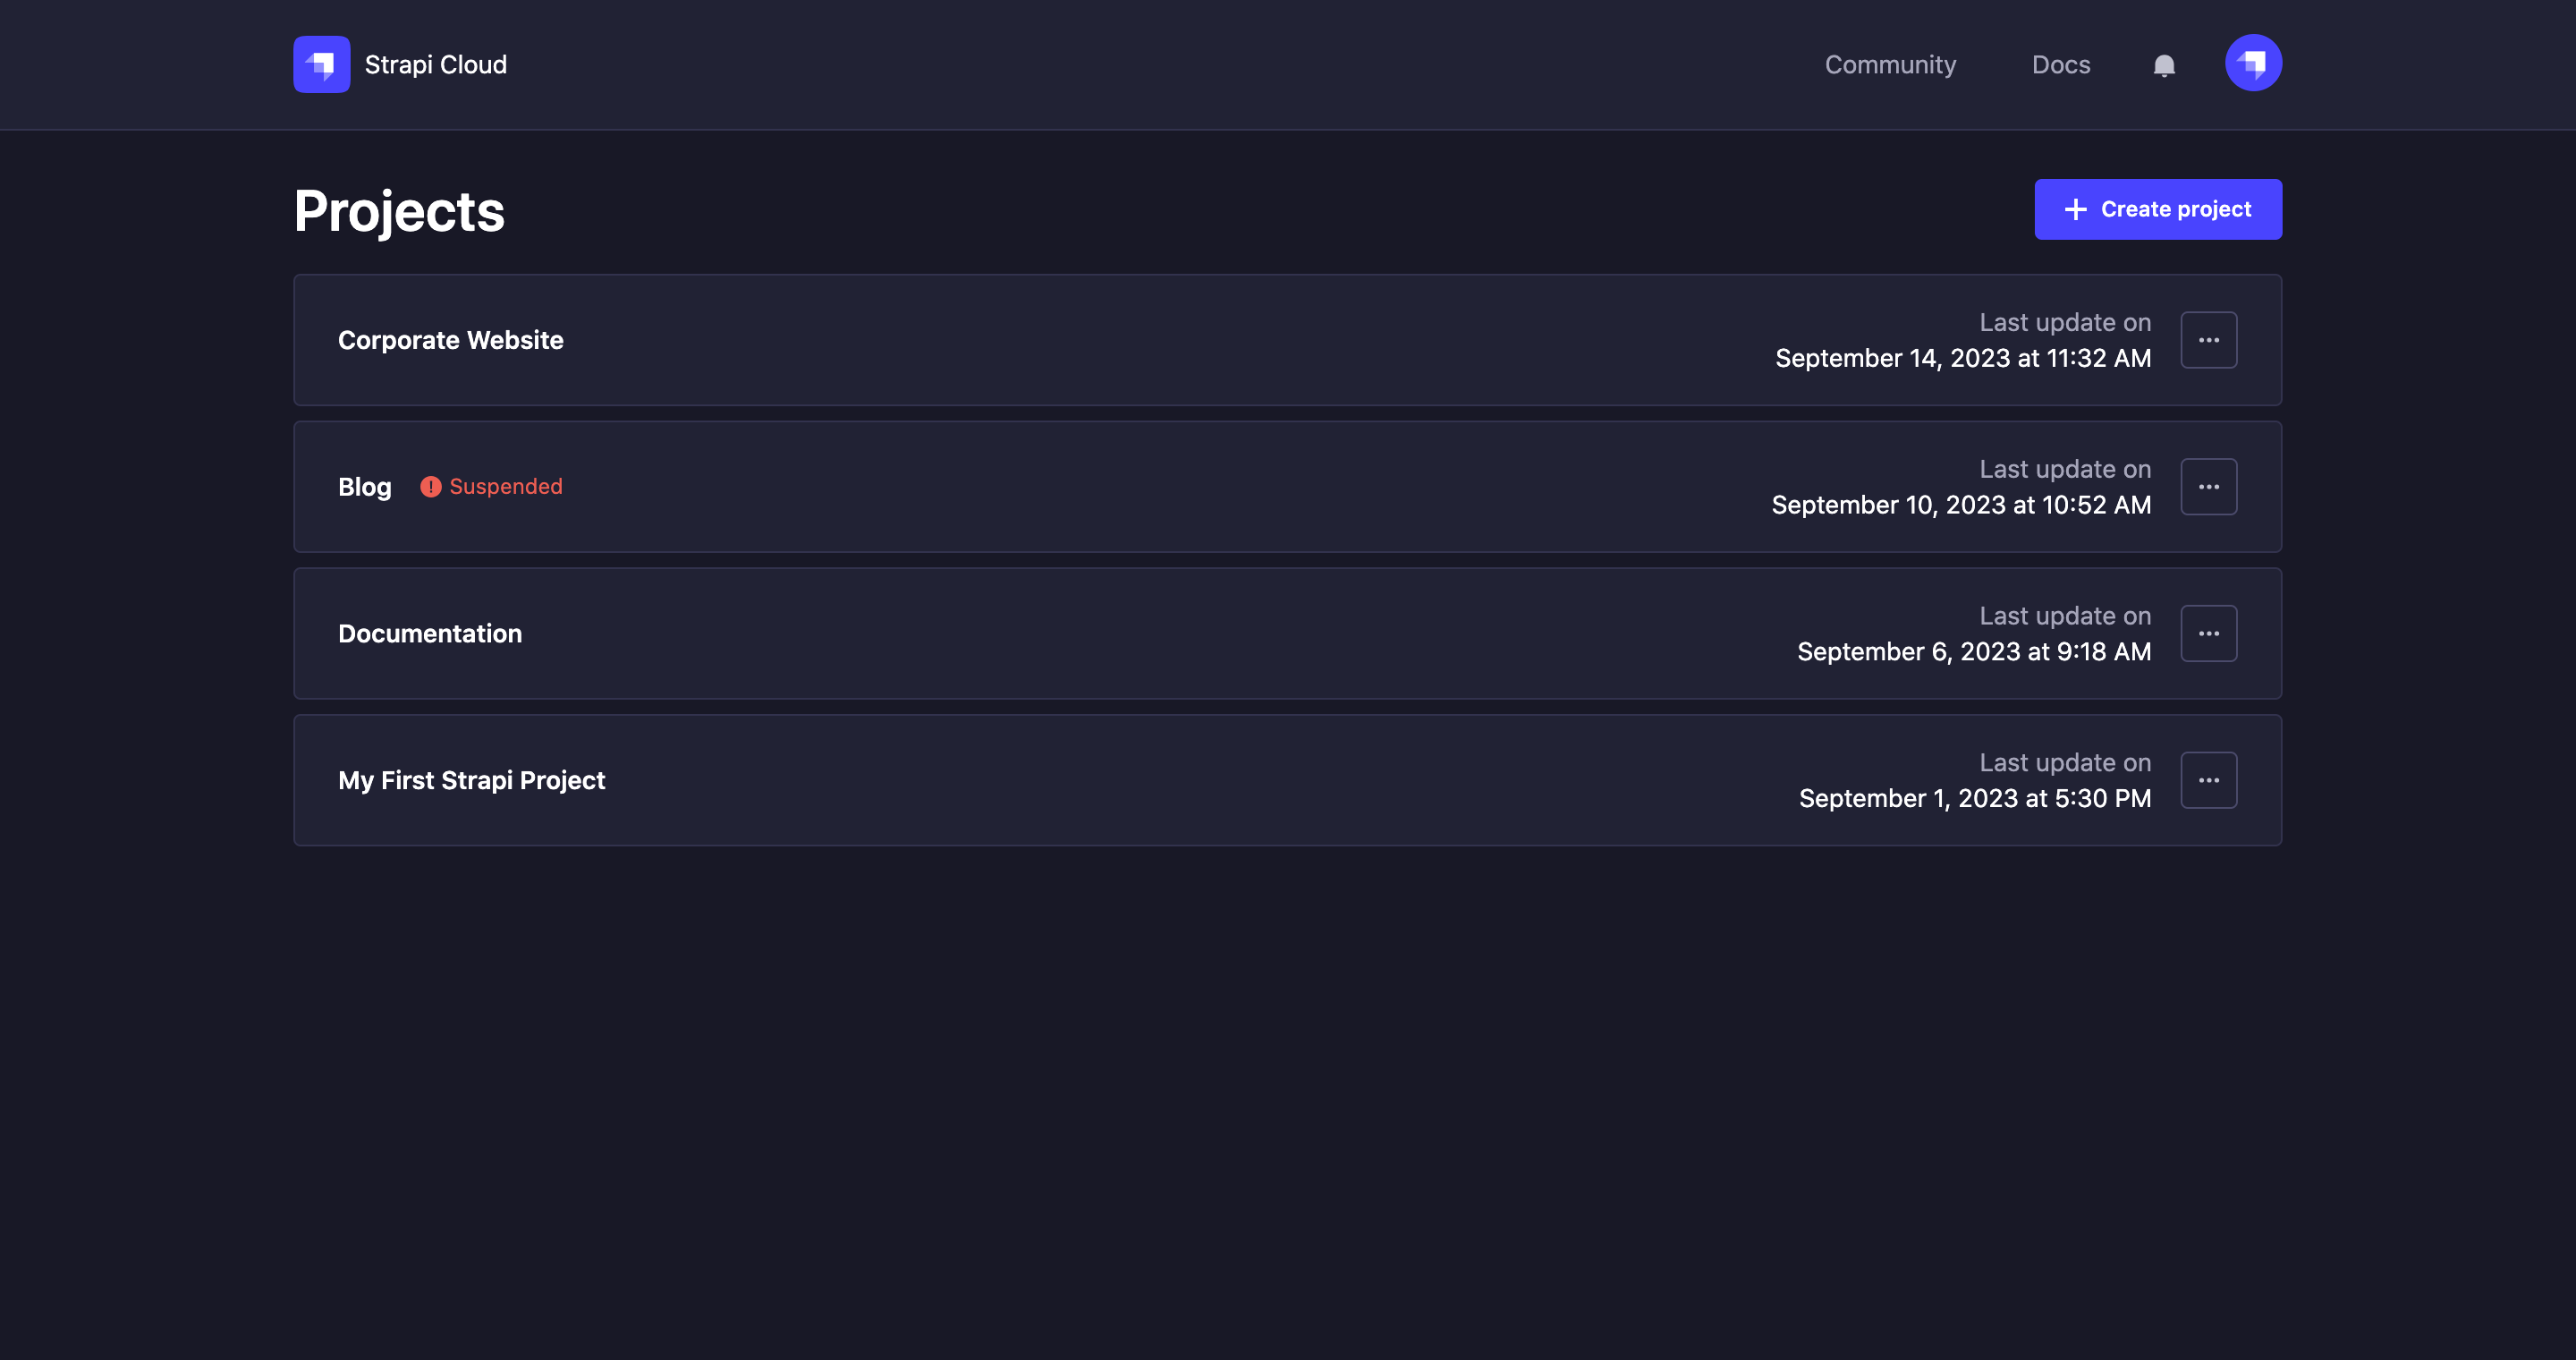 Strapi Cloud
Community
Docs
Projects
Create project
Corporate Website
Last update on
September 14, 2023 at 11:32 AM
Blog
Suspended
Last update on
September 10, 2023 at 10:52 AM
Documentation
Last update on
September 6, 2023 at 9:18 AM
My First Strapi Project
Last update on
September 1, 2023 at 5:30 PM